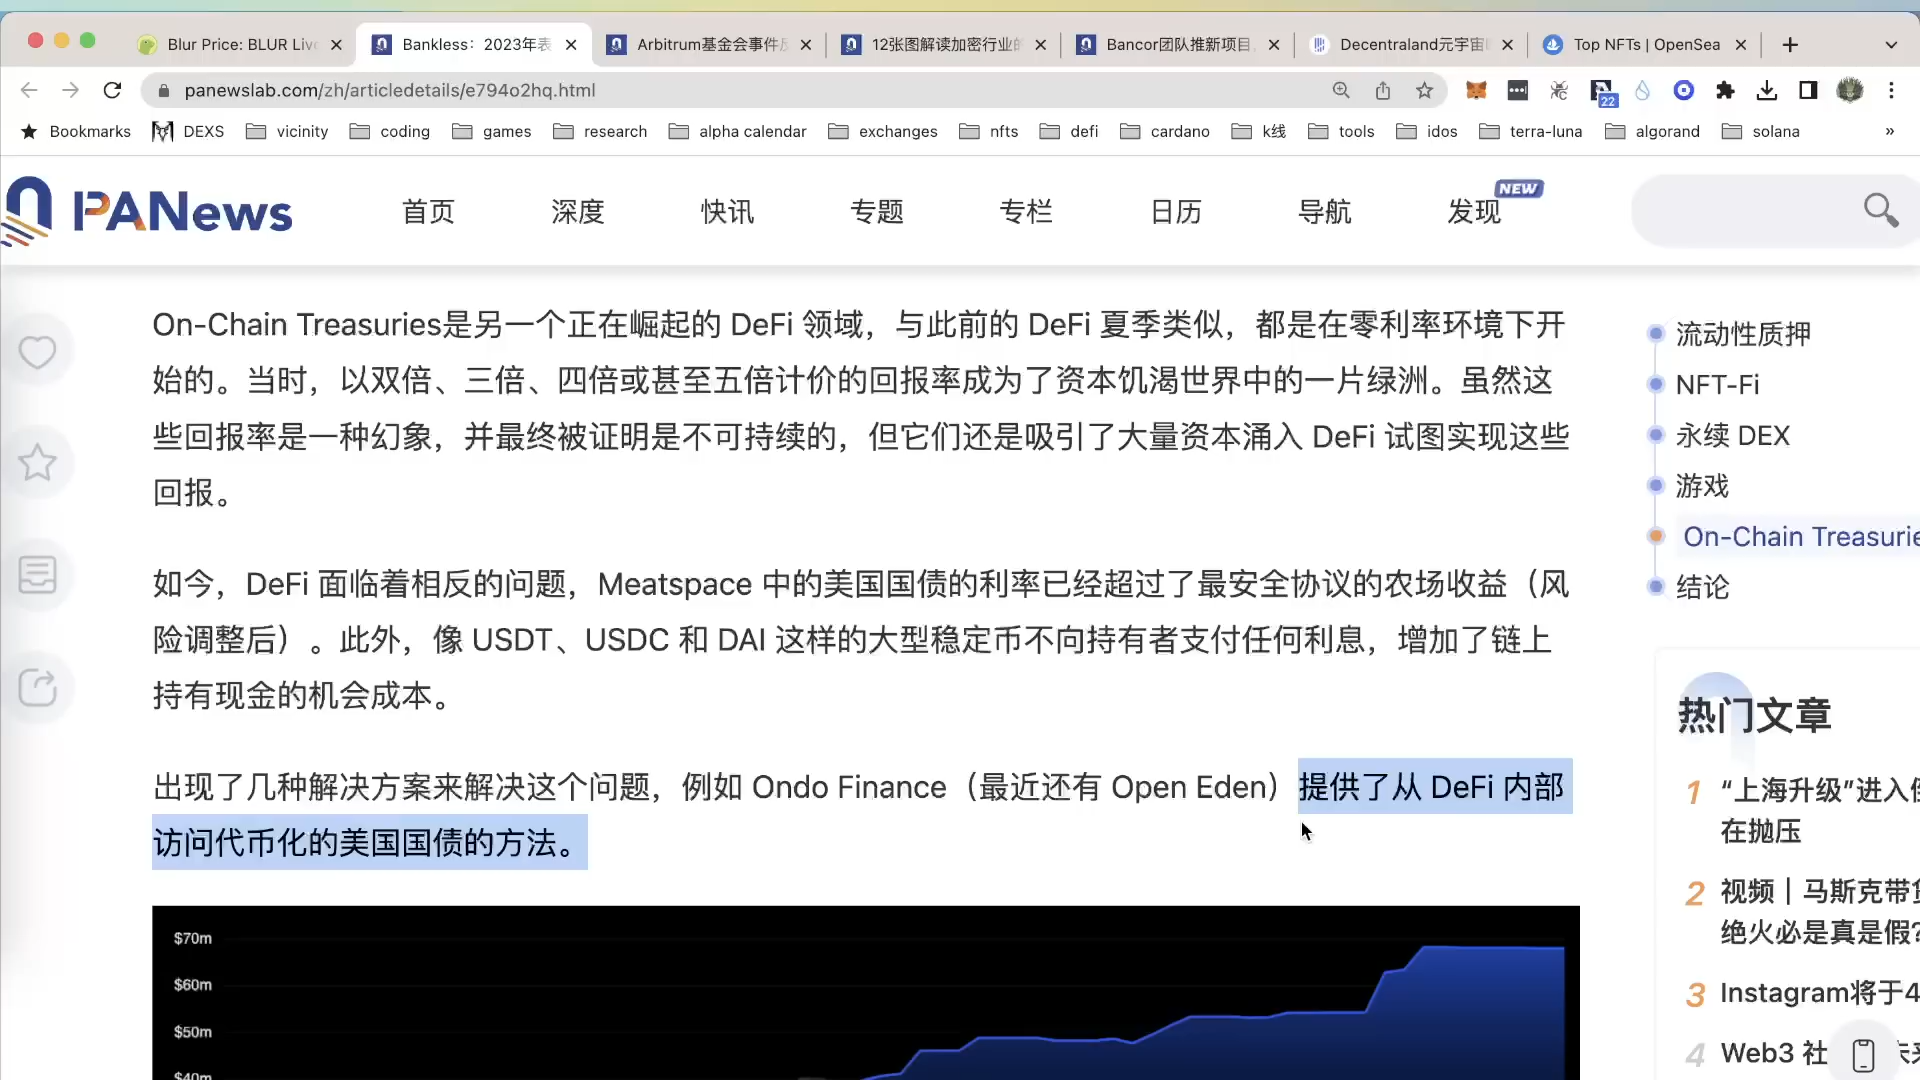 Blur Price: BLUR Liv
Bankless：2023年表
Arbitrum基金会事件
12张图解读加密行业的
Bancor团队推新项目
Decentraland元宇宙
Top NFTs | OpenSea
panewslab.com/zh/articledetails/e794o2hq.html
22
Bookmarks
DEXS
vicinity
coding
games
research
alpha calendar
exchanges
nfts
defi
cardano
k线
tools
idos
terra-luna
algorand
solana
»
PANews
首页
深度
快讯
专题
专栏
日历
导航
发现
NEW
On-Chain Treasuries是另一个正在崛起的 DeFi 领域，与此前的 DeFi 夏季类似，都是在零利率环境下开
始的。当时，以双倍、三倍、四倍或甚至五倍计价的回报率成为了资本饥渴世界中的一片绿洲。虽然这
些回报率是一种幻象，并最终被证明是不可持续的，但它们还是吸引了大量资本涌入 DeFi 试图实现这些
回报。
如今，DeFi 面临着相反的问题，Meatspace 中的美国国债的利率已经超过了最安全协议的农场收益（风
险调整后）。此外，像 USDT、USDC 和 DAI 这样的大型稳定币不向持有者支付任何利息，增加了链上
持有现金的机会成本。
出现了几种解决方案来解决这个问题，例如 Ondo Finance（最近还有 Open Eden）提供了从 DeFi 内部
访问代币化的美国国债的方法。
$70m
$60m
$50m
$40m
流动性质押
NFT-Fi
永续 DEX
游戏
On-Chain Treasurie
结论
热门文章
1 “上海升级”进入
在抛压
2 视频｜马斯克带
绝火必是真是假?
3 Instagram将于4
4 Web3 社